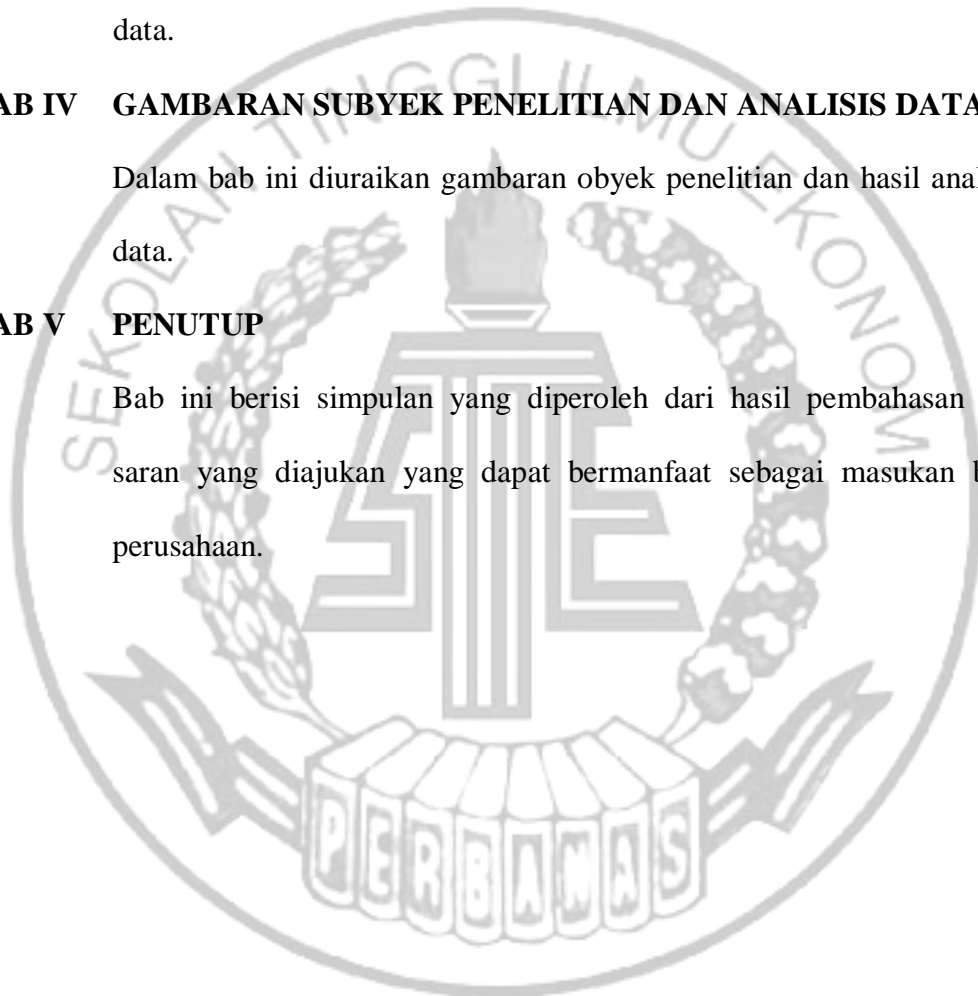 data.
AB IV GAMBARAN SUBYEK PENELITIAN DAN ANALISIS DATA
Dalam bab ini diuraikan gambaran obyek penelitian dan hasil
data.
AB V PENUTUP
Bab ini berisi simpulan yang diperoleh dari hasil pembahasan
saran yang diajukan yang dapat bermanfaat sebagai masukan
perusahaan.
SEKOLAH TINGGI ILMU EKONOMI
STIE
PERBANAS